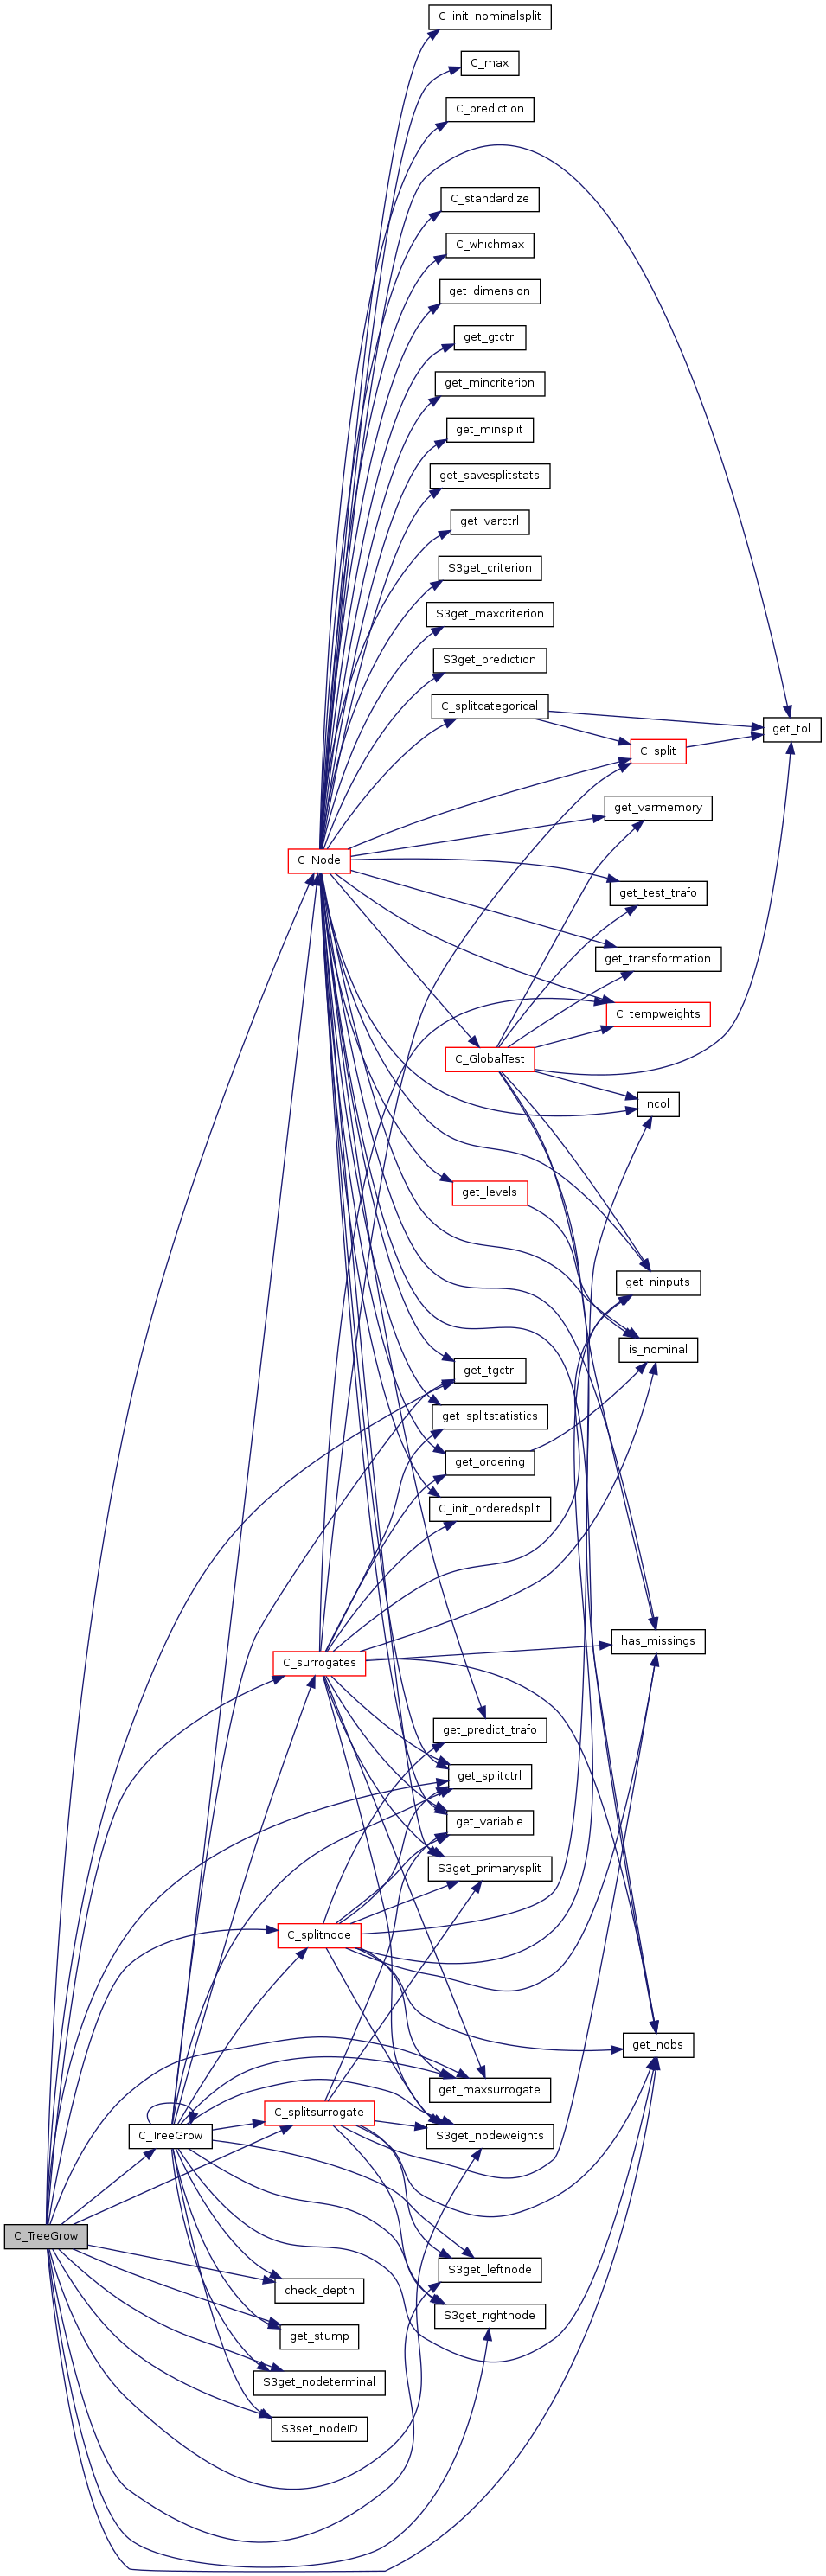 C_init_nominalsplit
C_max
C_prediction
C_standardize
C_whichmax
get_dimension
get_gtctrl
get_mincriterion
get_minsplit
get_savesplitstats
get_varctrl
S3get_criterion
S3get_maxcriterion
S3get_prediction
C_splitcategorical
get_tol
C_split
get_varmemory
C_Node
get_test_trafo
get_transformation
C_tempweights
C_GlobalTest
ncol
get_levels
get_ninputs
is_nominal
get_tgctrl
get_splitstatistics
get_ordering
C_init_orderedsplit
has_missings
C_surrogates
get_predict_trafo
get_splitctrl
get_variable
S3get_primarysplit
C_splitnode
get_nobs
get_maxsurrogate
C_splitsurrogate
C_TreeGrow
S3get_nodeweights
C_TreeGrow
S3get_leftnode
check_depth
S3get_rightnode
get_stump
S3get_nodeterminal
S3set_nodeID